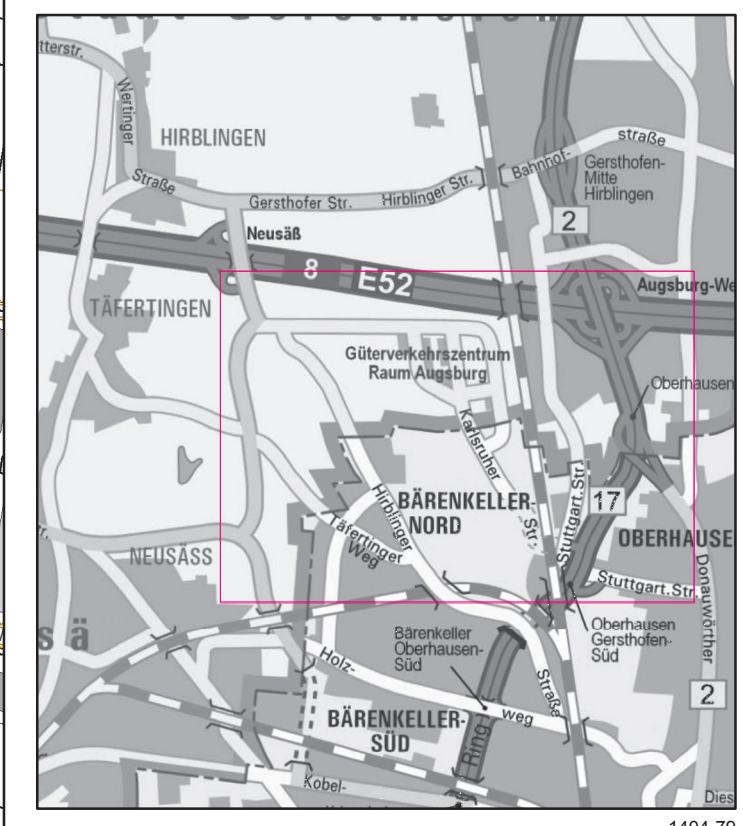 tterstr.
Wertinger
Straße
HIRBLINGEN
Gersthofer Str.
Hirblinger Str.
Bahnhof-
straße
Gersthofen-
Mitte
Hirblingen
2
Neusäß
8
E52
Augsburg-We
TÄFERTINGEN
Güterverkehrszentrum
Raum Augsburg
Oberhausen
Karlsruher
Str.
Hirblinger
BÄRENKELLER-
NORD
Stuttgart.Str.
17
OBERHAUSE
Täfertinger
Weg
NEUSÄSS
r.
Stuttgart.Str.
Donauwörther
s ä
Bärenkeller
Oberhausen-
Süd
Oberhausen
Gersthofen-
Süd
Holz-
weg
Straße
2
BÄRENKELLER-
SÜD
Ring
Kobel-
Dies